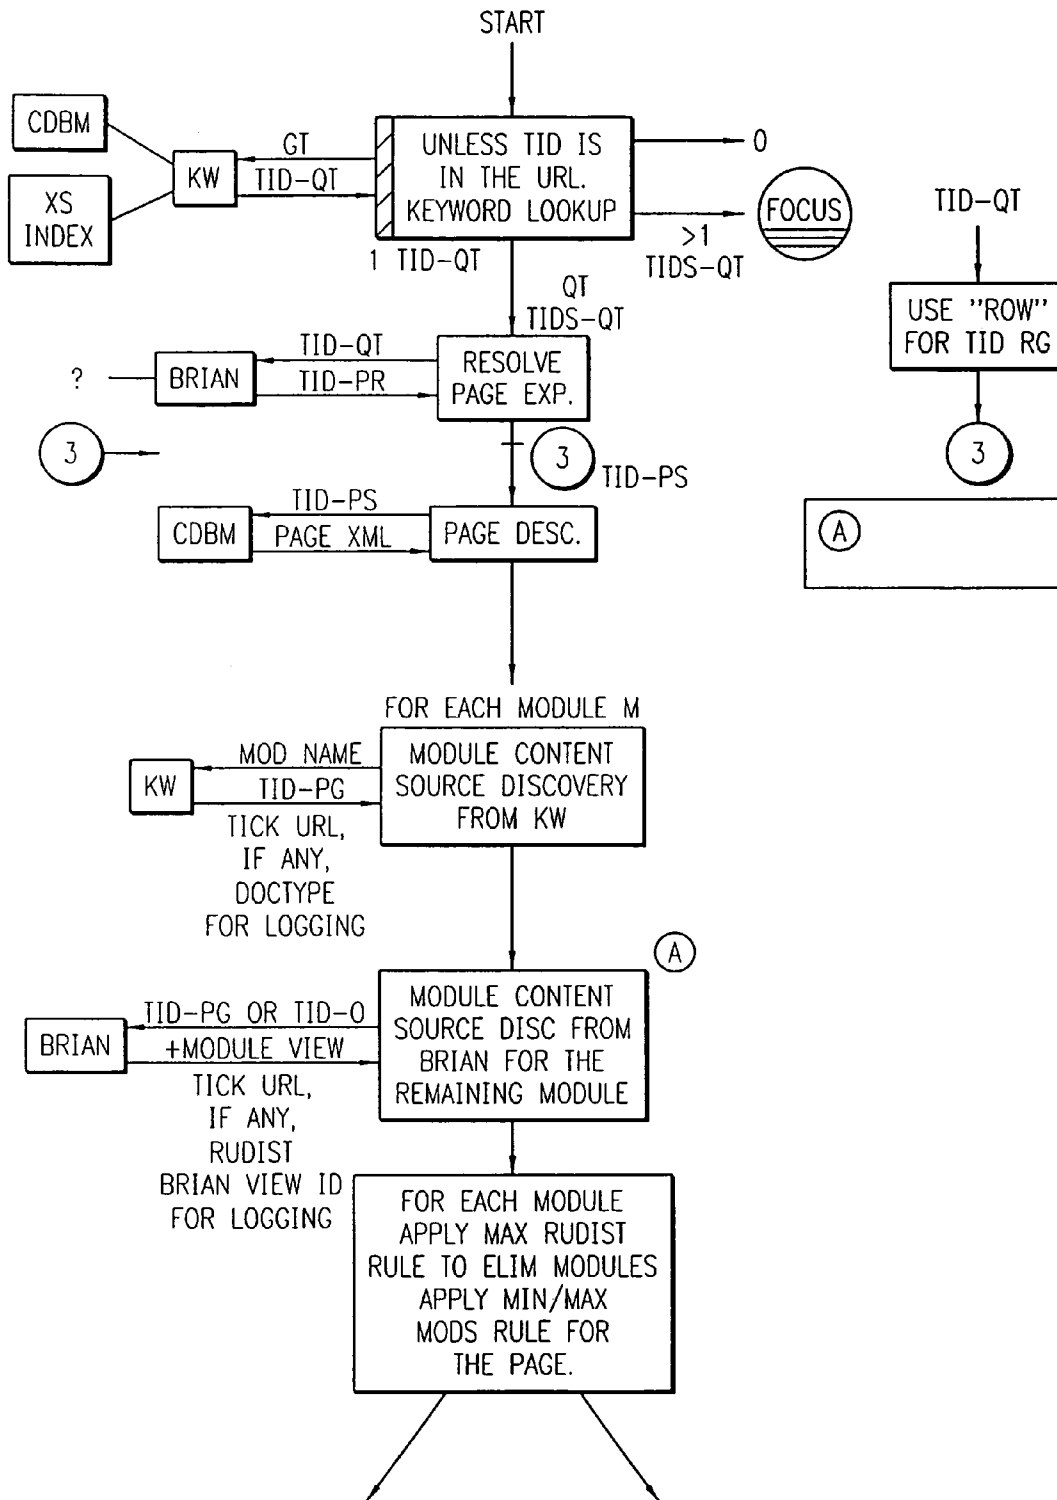 START
CDBM
XS
INDEX
KW
GT
TID-QT
UNLESS TID IS
IN THE URL.
KEYWORD LOOKUP
0
FOCUS
>1
TIDS-QT
1 TID-QT
QT
TIDS-QT
TID-QT
USE "ROW"
FOR TID RG
3
A
?
BRIAN
TID-QT
TID-PR
RESOLVE
PAGE EXP.
3
3
TID-PS
CDBM
TID-PS
PAGE XML
PAGE DESC.
FOR EACH MODULE M
KW
MOD NAME
TID-PG
TICK URL,
IF ANY,
DOCTYPE
FOR LOGGING
MODULE CONTENT
SOURCE DISCOVERY
FROM KW
A
BRIAN
TID-PG OR TID-O
+MODULE VIEW
TICK URL,
IF ANY,
RUDIST
BRIAN VIEW ID
FOR LOGGING
MODULE CONTENT
SOURCE DISC FROM
BRIAN FOR THE
REMAINING MODULE
FOR EACH MODULE
APPLY MAX RUDIST
RULE TO ELIM MODULES
APPLY MIN/MAX
MODS RULE FOR
THE PAGE.